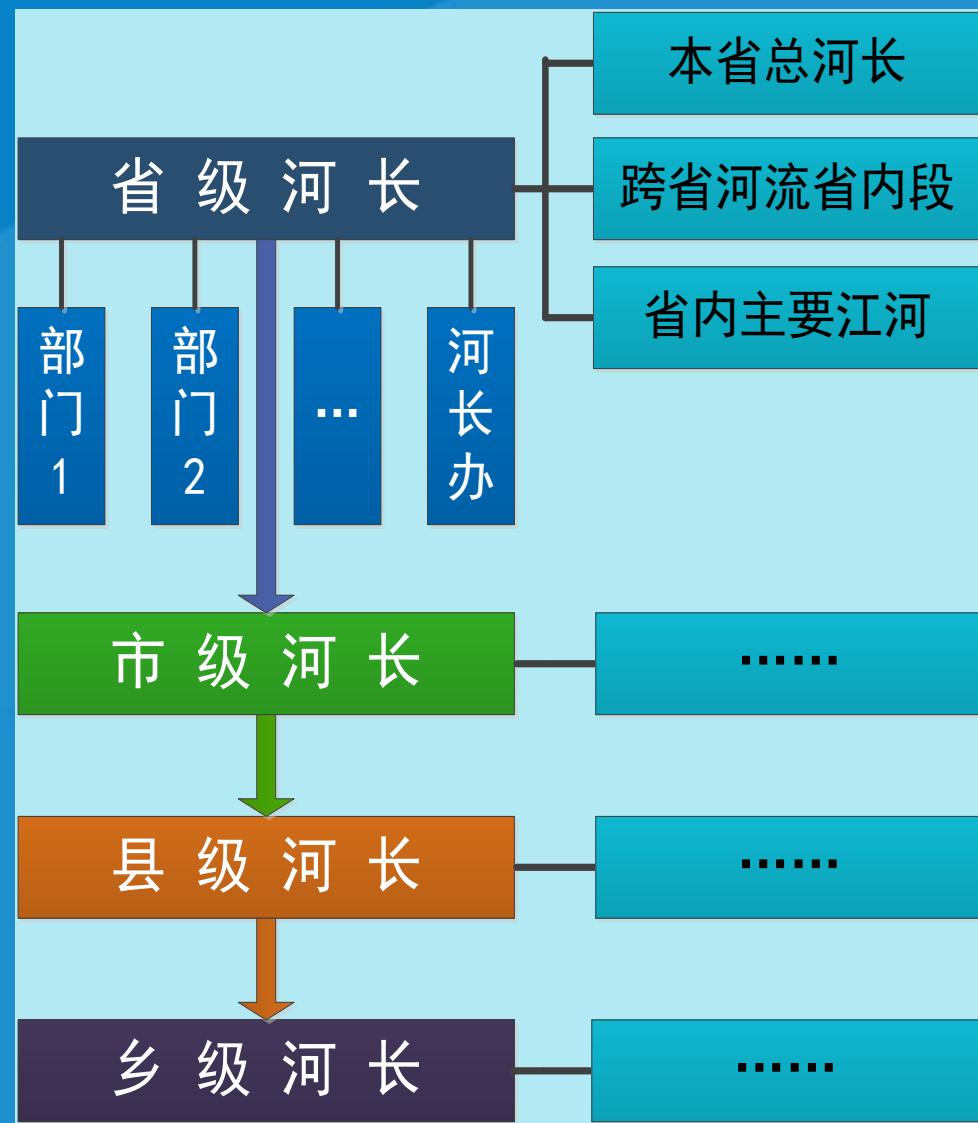 本省总河长
省级河长
跨省河流省内段
省内主要江河
部门1
部门2
…
河长办
市级河长
……
县级河长
……
乡级河长
……